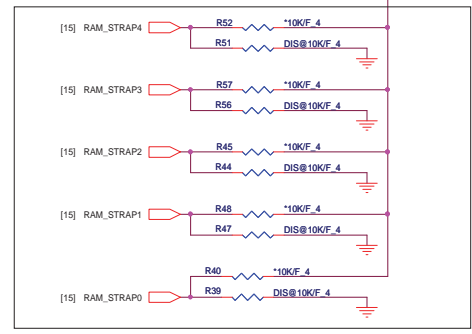 R52 *10K/F_4
[15] RAM_STRAP4
R51 DIS@10K/F_4
R57 *10K/F_4
[15] RAM_STRAP3
R56 DIS@10K/F_4
R45 *10K/F_4
[15] RAM_STRAP2
R44 DIS@10K/F_4
R48 *10K/F_4
[15] RAM_STRAP1
R47 DIS@10K/F_4
R40 *10K/F_4
R39 DIS@10K/F_4
[15] RAM_STRAP0